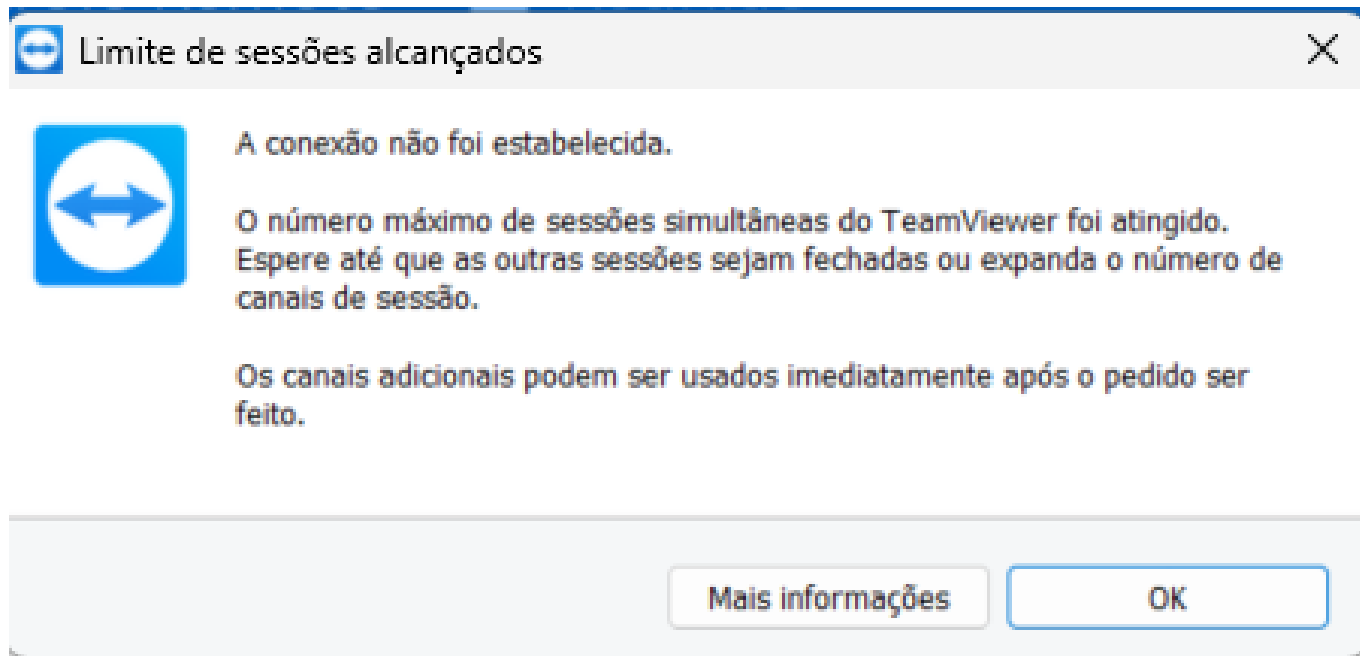 Limite de sessões alcançados
A conexão não foi estabelecida.
O número máximo de sessões simultâneas do TeamViewer foi atingido.
Espere até que as outras sessões sejam fechadas ou expanda o número de
canais de sessão.
Os canais adicionais podem ser usados imediatamente após o pedido ser
feito.
Mais informações
OK